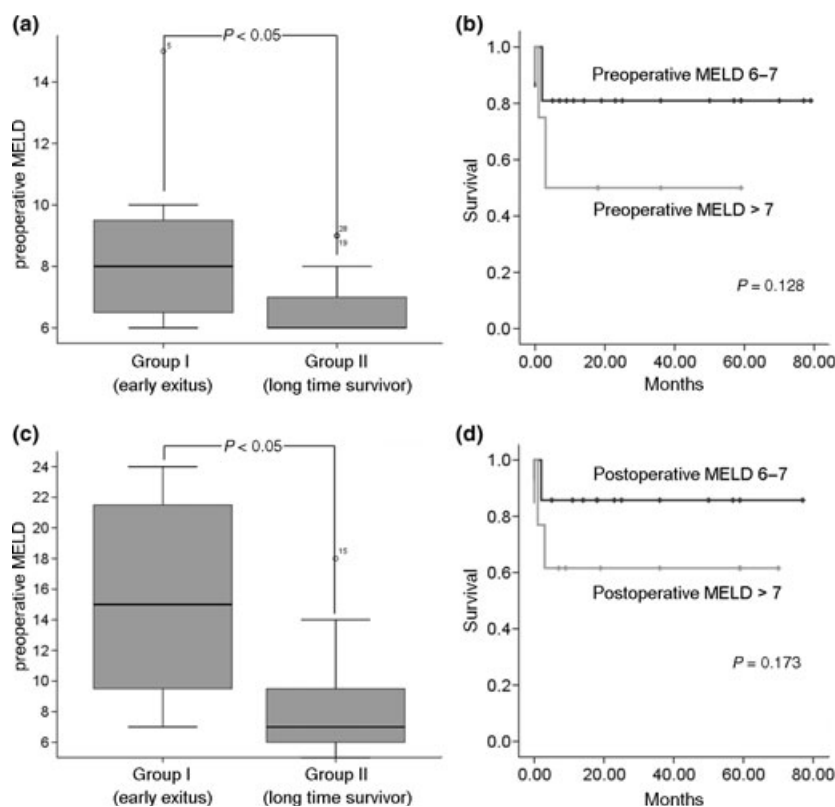 (a)
P < 0.05
5
28
19
preoperative MELD
14
12
10
8
6
Group I
(early exitus)
Group II
(long time survivor)
(b)
1.0
0.8
0.6
0.4
0.2
0.0
Survival
Preoperative MELD 6–7
Preoperative MELD > 7
P = 0.128
0.00 20.00 40.00 60.00 80.00
Months
(c)
P < 0.05
15
preoperative MELD
24
22
20
18
16
14
12
10
8
6
Group I
(early exitus)
Group II
(long time survivor)
(d)
1.0
0.8
0.6
0.4
0.2
0.0
Survival
Postoperative MELD 6–7
Postoperative MELD > 7
P = 0.173
0.00 20.00 40.00 60.00 80.00
Months